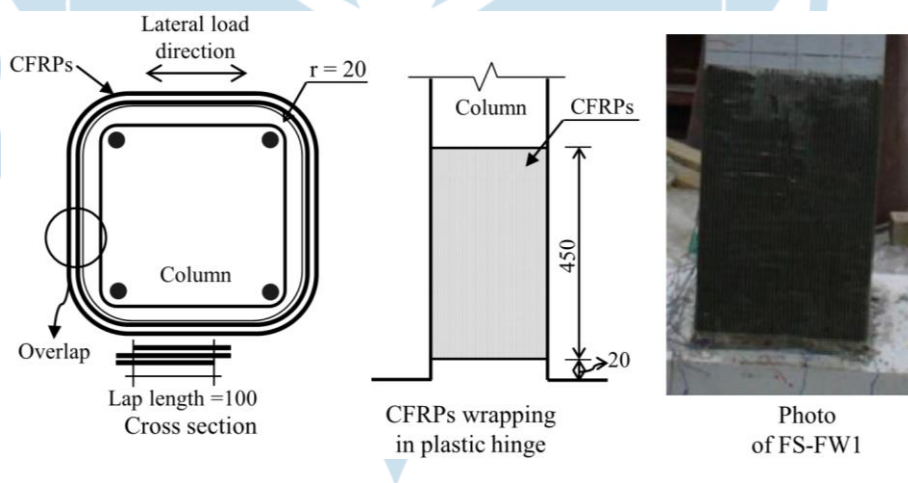 Lateral load
direction
CFRPs
r = 20
Column
Overlap
Lap length =100
Cross section
Column
CFRPs
450
20
CFRPs wrapping
in plastic hinge
Photo
of FS-FW1